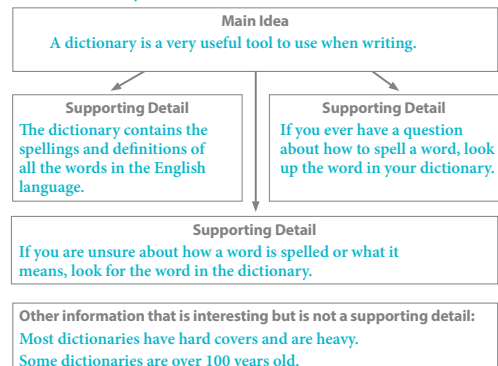 Main Idea
A dictionary is a very useful tool to use when writing.
Supporting Detail
The dictionary contains the
spellings and definitions of
all the words in the English
language.
Supporting Detail
If you ever have a question
about how to spell a word, look
up the word in your dictionary.
Supporting Detail
If you are unsure about how a word is spelled or what it
means, look for the word in the dictionary.
Other information that is interesting but is not a supporting detail:
Most dictionaries have hard covers and are heavy.
Some dictionaries are over 100 years old.